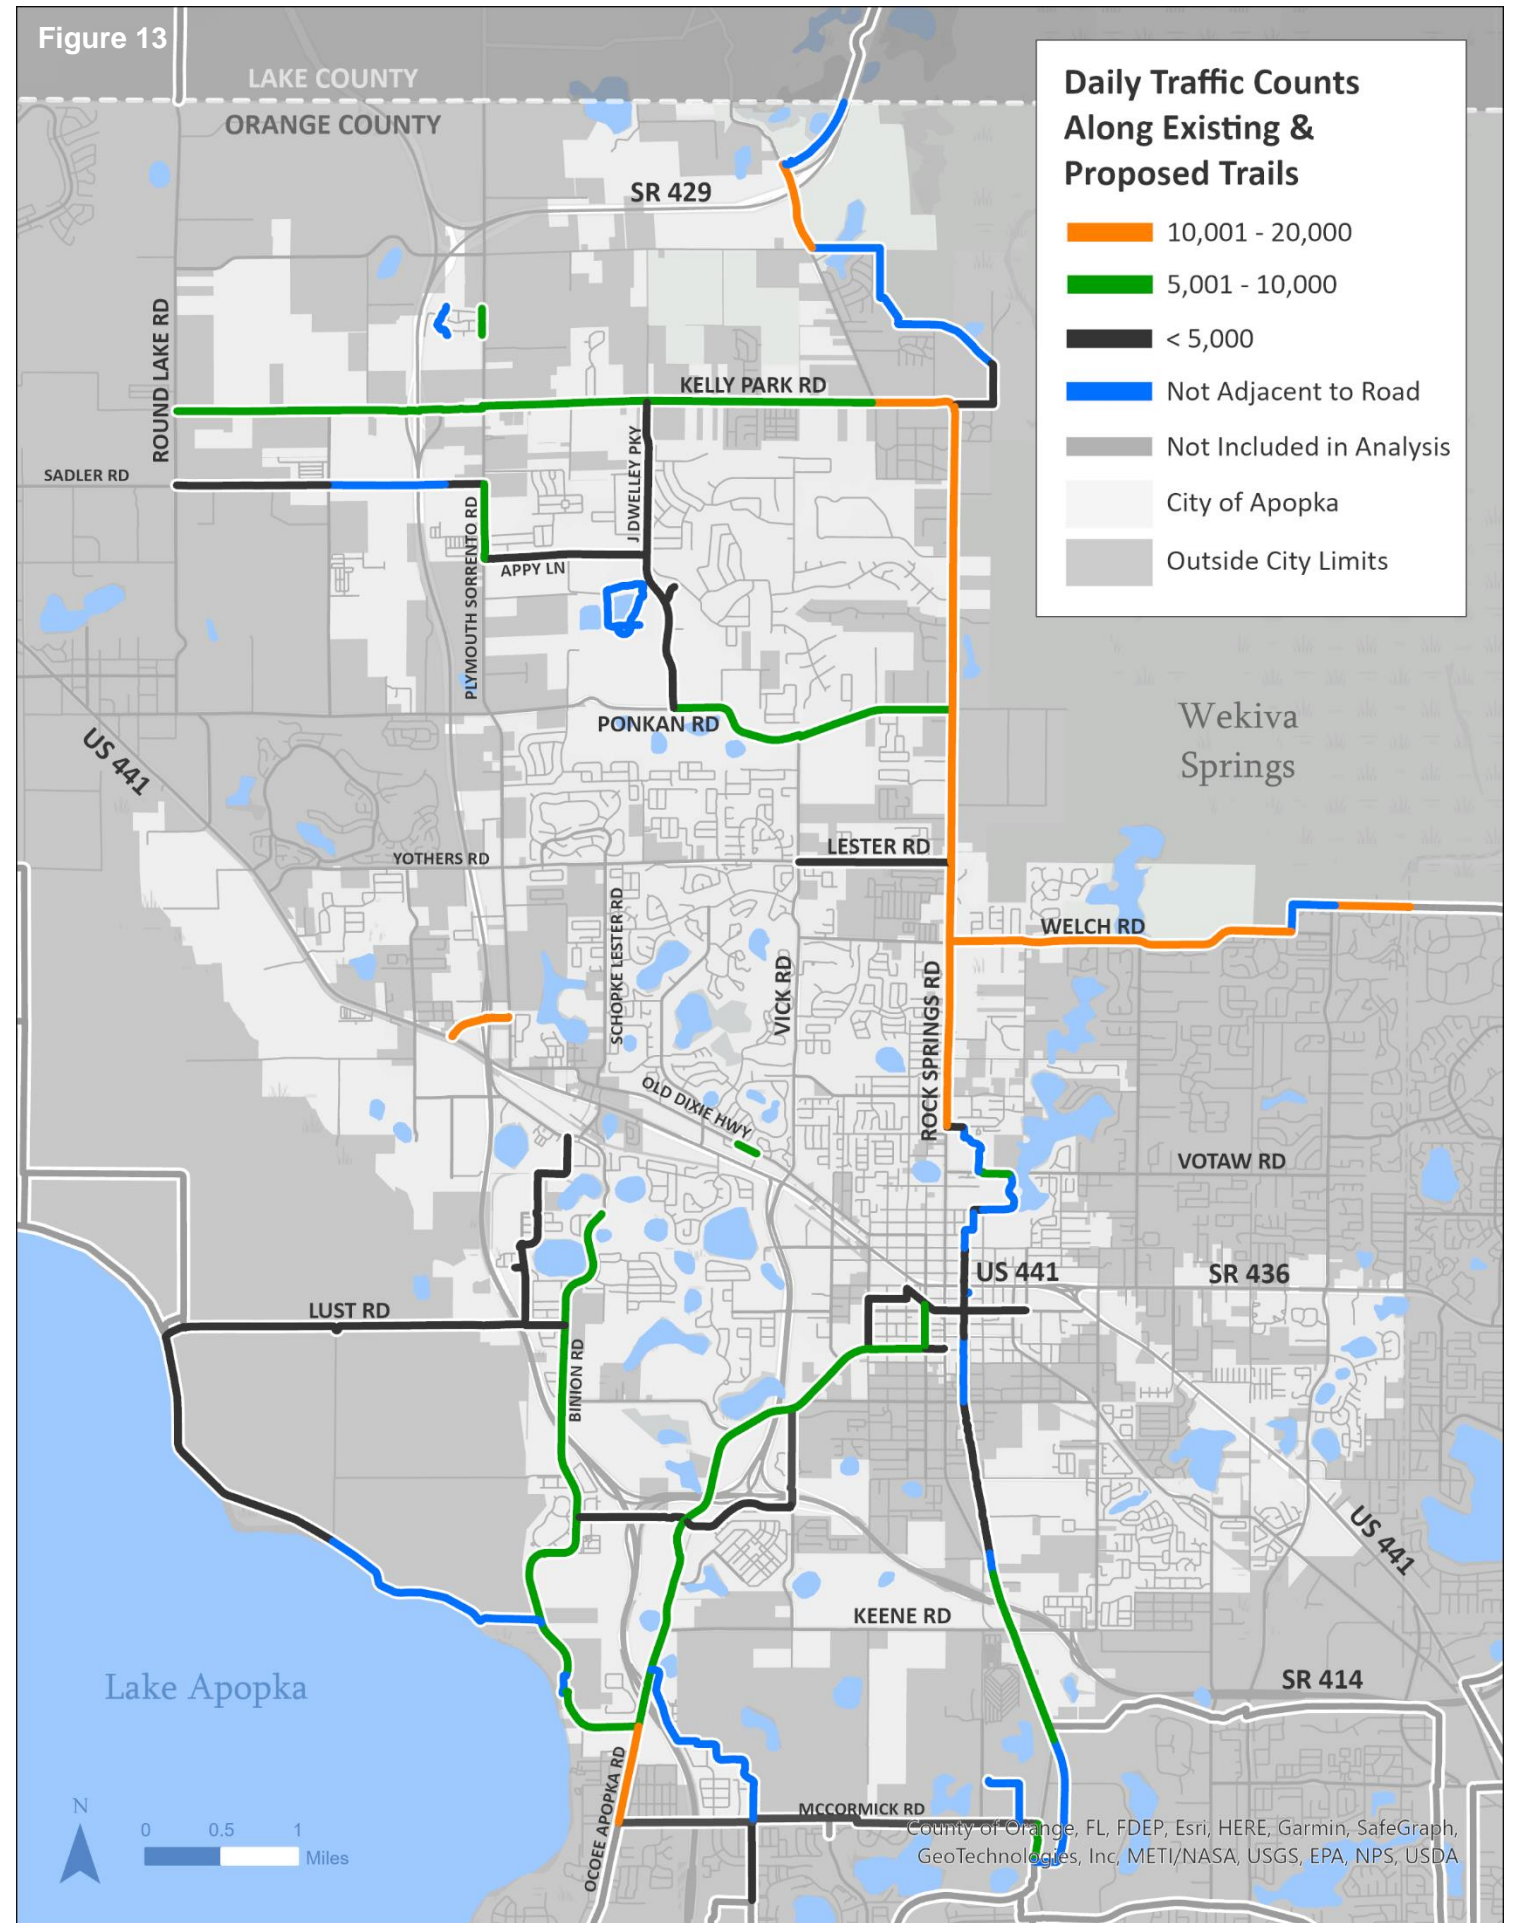 Figure 13
LAKE COUNTY
ORANGE COUNTY
Daily Traffic Counts
Along Existing &
Proposed Trails
10,001 - 20,000
5,001 - 10,000
< 5,000
Not Adjacent to Road
Not Included in Analysis
City of Apopka
Outside City Limits
SR 429
ROUND LAKE RD
KELLY PARK RD
SADLER RD
J DWELLEY PKY
PLYMOUTH SORRENTO RD
APPY LN
PONKAN RD
US 441
Wekiva
Springs
YOTHERS RD
LESTER RD
SCHOPKE LESTER RD
WELCH RD
VICK RD
ROCK SPRINGS RD
OLD DIXIE HWY
VOTAW RD
US 441
SR 436
LUST RD
BINION RD
US 441
KEENE RD
Lake Apopka
SR 414
OCOEE APOPKA RD
MCCORMICK RD
N
0 0.5 1
Miles
County of Orange, FL, FDEP, Esri, HERE, Garmin, SafeGraph,
GeoTechnologies, Inc, METI/NASA, USGS, EPA, NPS, USDA